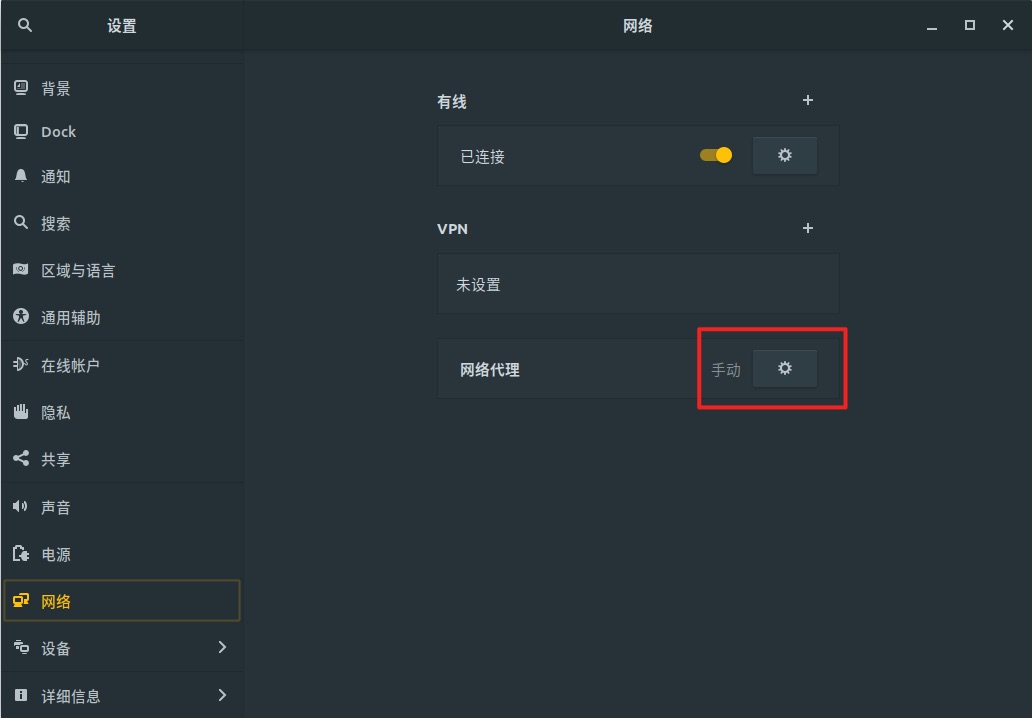 设置
网络
背景
Dock
通知
搜索
区域与语言
通用辅助
在线帐户
隐私
共享
声音
电源
网络
设备
详细信息
有线
已连接
VPN
未设置
网络代理
手动